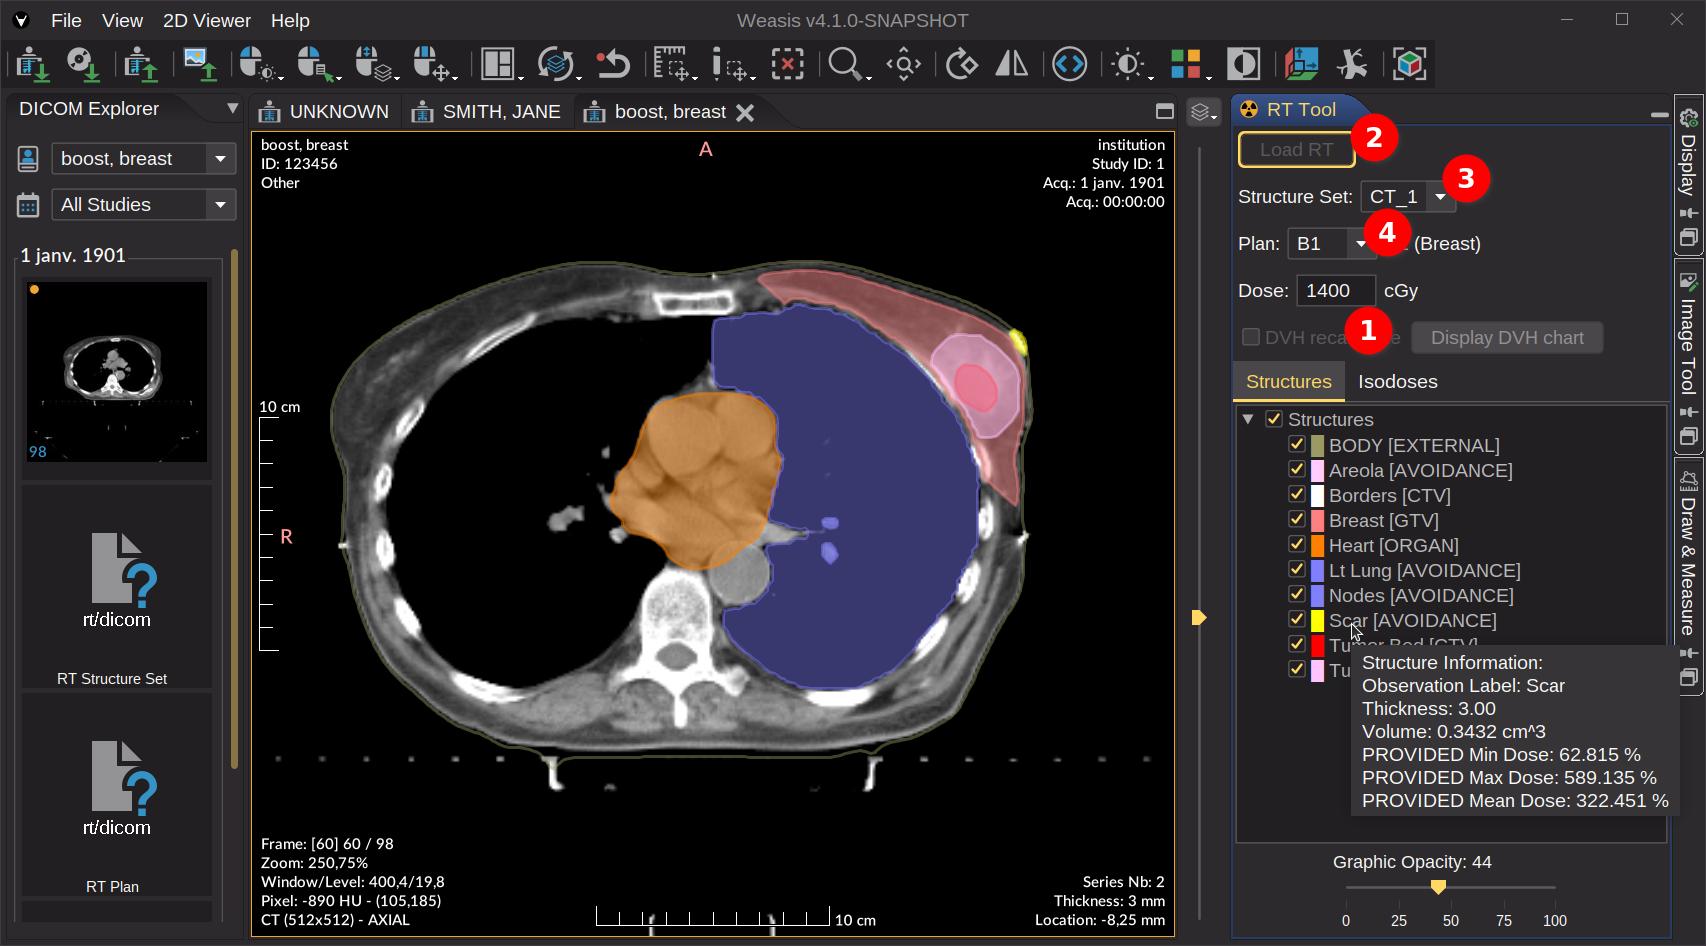 File View 2D Viewer Help
Weasis v4.1.0-SNAPSHOT
DICOM Explorer
boost, breast
All Studies
1 janv. 1901
98
rt/dicom
RT Structure Set
rt/dicom
RT Plan
UNKNOWN
SMITH, JANE
boost, breast
boost, breast
ID: 123456
Other
A
institution
Study ID: 1
Acq.: 1 janv. 1901
Acq.: 00:00:00
10 cm
R
Frame: [60] 60 / 98
Zoom: 250,75%
Window/Level: 400,4/19,8
Pixel: -890 HU - (105,185)
CT (512x512) - AXIAL
10 cm
Series Nb: 2
Thickness: 3 mm
Location: -8,25 mm
RT Tool
Load RT
2
Structure Set: CT_1
3
Plan: B1
4
(Breast)
Dose: 1400 cGy
1
DVH
Display DVH chart
Structures
Isodoses
Structures
BODY [EXTERNAL]
Areola [AVOIDANCE]
Borders [CTV]
Breast [GTV]
Heart [ORGAN]
Lt Lung [AVOIDANCE]
Nodes [AVOIDANCE]
Scar [AVOIDANCE]
Tumor Bed [CTV]
Tu
Structure Information:
Observation Label: Scar
Thickness: 3.00
Volume: 0.3432 cm^3
PROVIDED Min Dose: 62.815 %
PROVIDED Max Dose: 589.135 %
PROVIDED Mean Dose: 322.451 %
Graphic Opacity: 44
0 25 50 75 100
Display
Image Tool
Draw & Measure